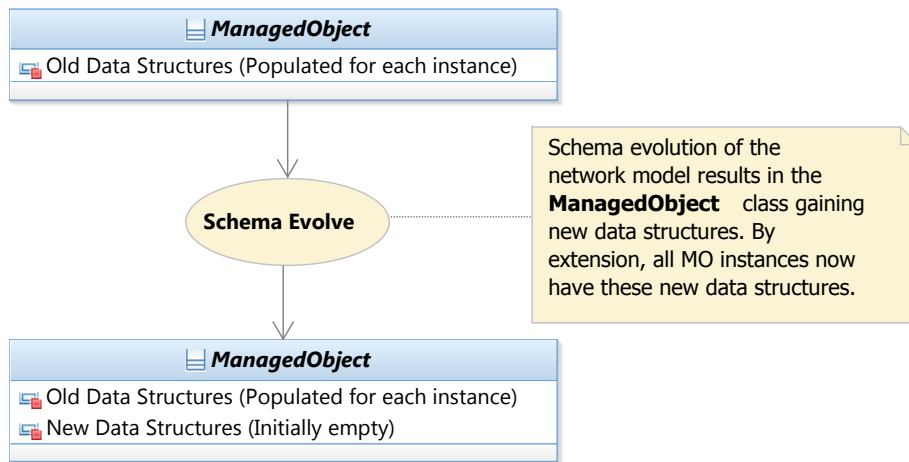 ManagedObject
Old Data Structures (Populated for each instance)
Schema Evolve
Schema evolution of the
network model results in the
ManagedObject class gaining
new data structures. By
extension, all MO instances now
have these new data structures.
ManagedObject
Old Data Structures (Populated for each instance)
New Data Structures (Initially empty)